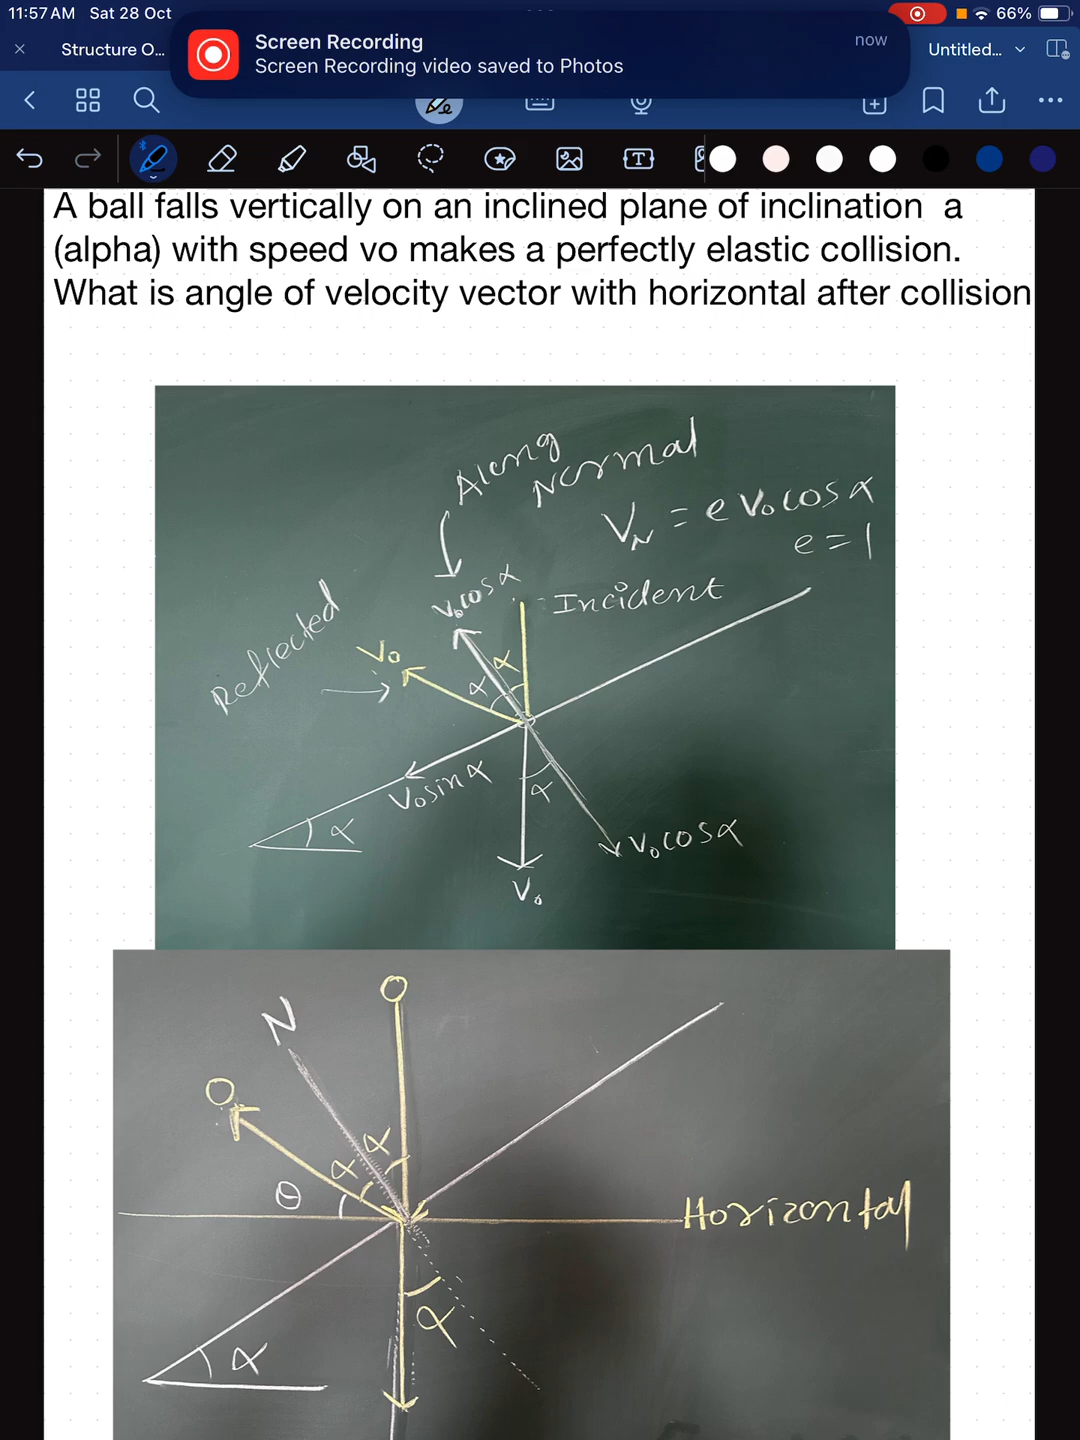 11:57 AM Sat 28 Oct
66%
Structure O...
Screen Recording
now
Screen Recording video saved to Photos
Untitled...
A ball falls vertically on an inclined plane of inclination a
(alpha) with speed vo makes a perfectly elastic collision.
What is angle of velocity vector with horizontal after collision
Along
Normal
V_N = e V₀ cos α
e = 1
V₀ cos α
Incident
Reflected
V₀
α
α
V₀ sin α
α
α
V₀ cos α
V₀
N
α
α
θ
Horizontal
α
α